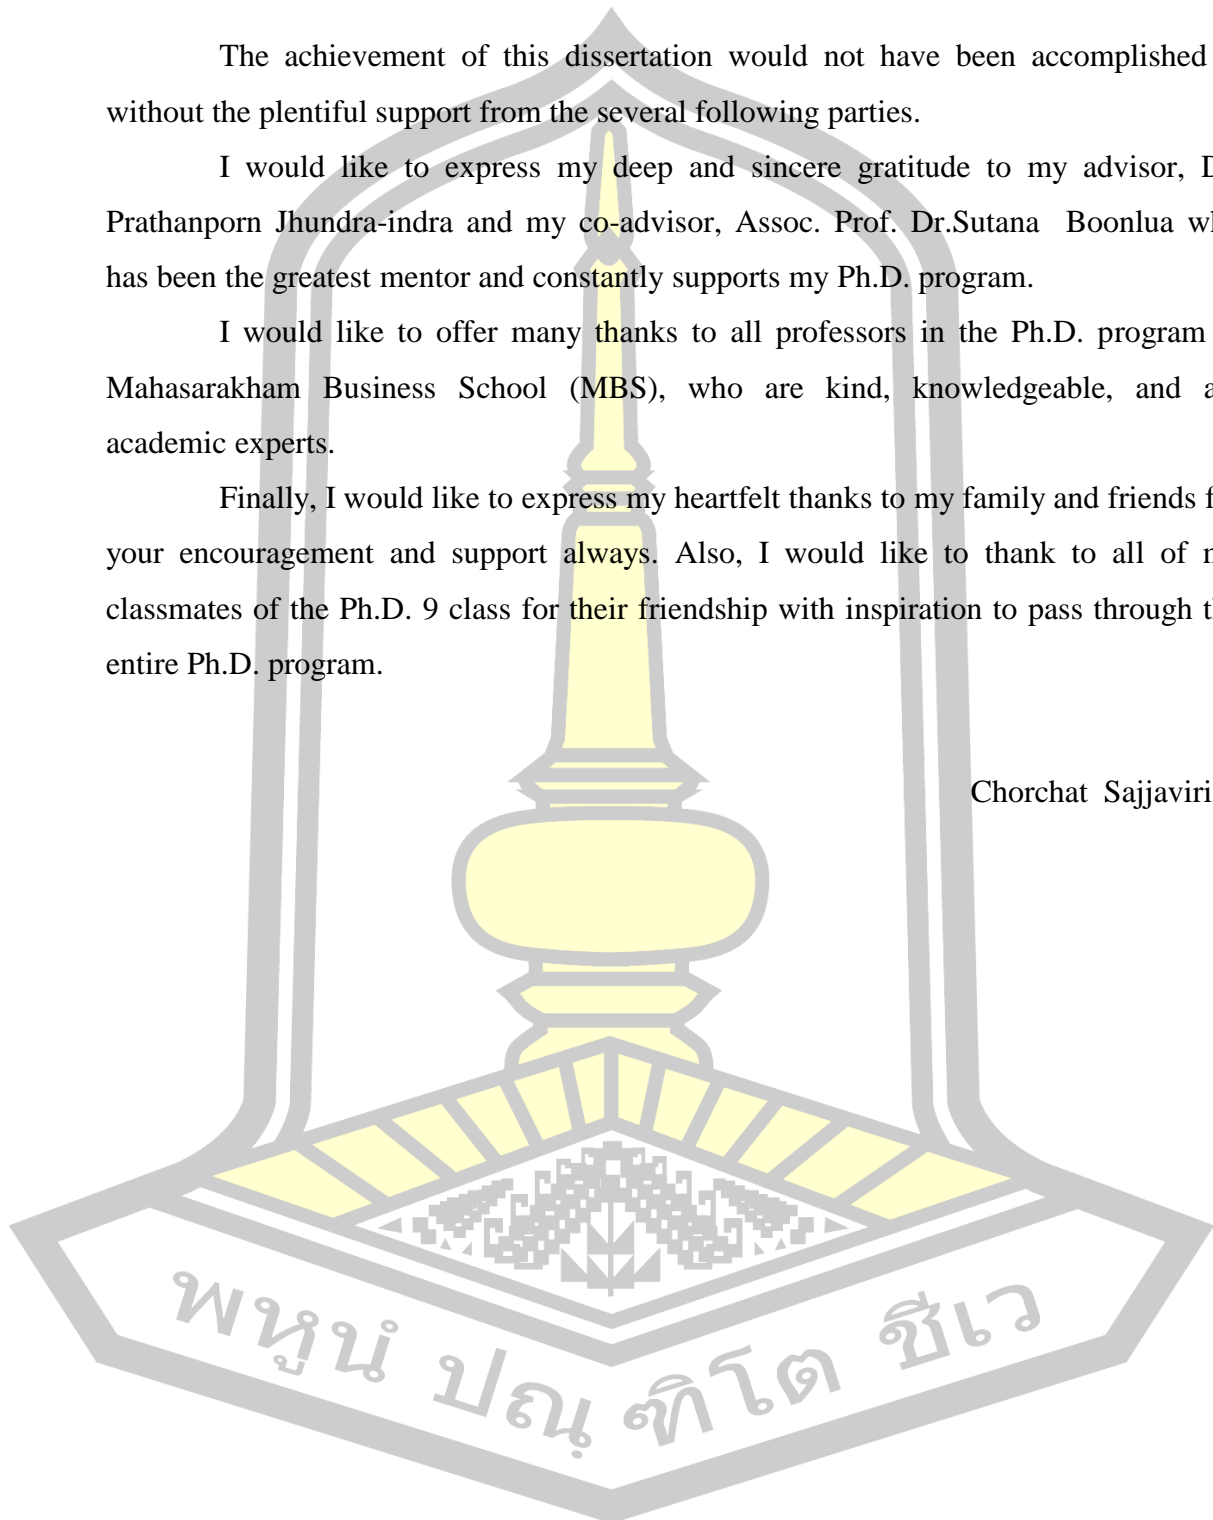 The achievement of this dissertation would not have been accomplished
without the plentiful support from the several following parties.
I would like to express my deep and sincere gratitude to my advisor,
Prathanporn Jhundra-indra and my co-advisor, Assoc. Prof. Dr.Sutana Boonlua
has been the greatest mentor and constantly supports my Ph.D. program.
I would like to offer many thanks to all professors in the Ph.D. program
Mahasarakham Business School (MBS), who are kind, knowledgeable, and
academic experts.
Finally, I would like to express my heartfelt thanks to my family and friends
your encouragement and support always. Also, I would like to thank to all of
classmates of the Ph.D. 9 class for their friendship with inspiration to pass through
entire Ph.D. program.
Chorchat Sajjaviri
พหูนํ ปณฺฑิโต ชีเว